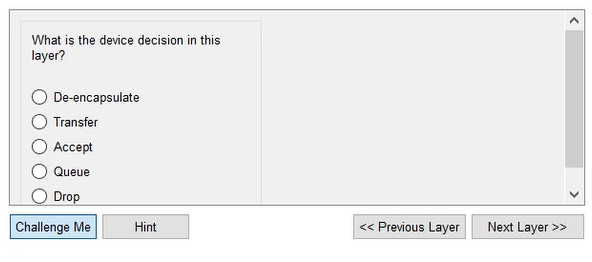 What is the device decision in this
layer?
De-encapsulate
Transfer
Accept
Queue
Drop
Challenge Me
Hint
<< Previous Layer
Next Layer >>